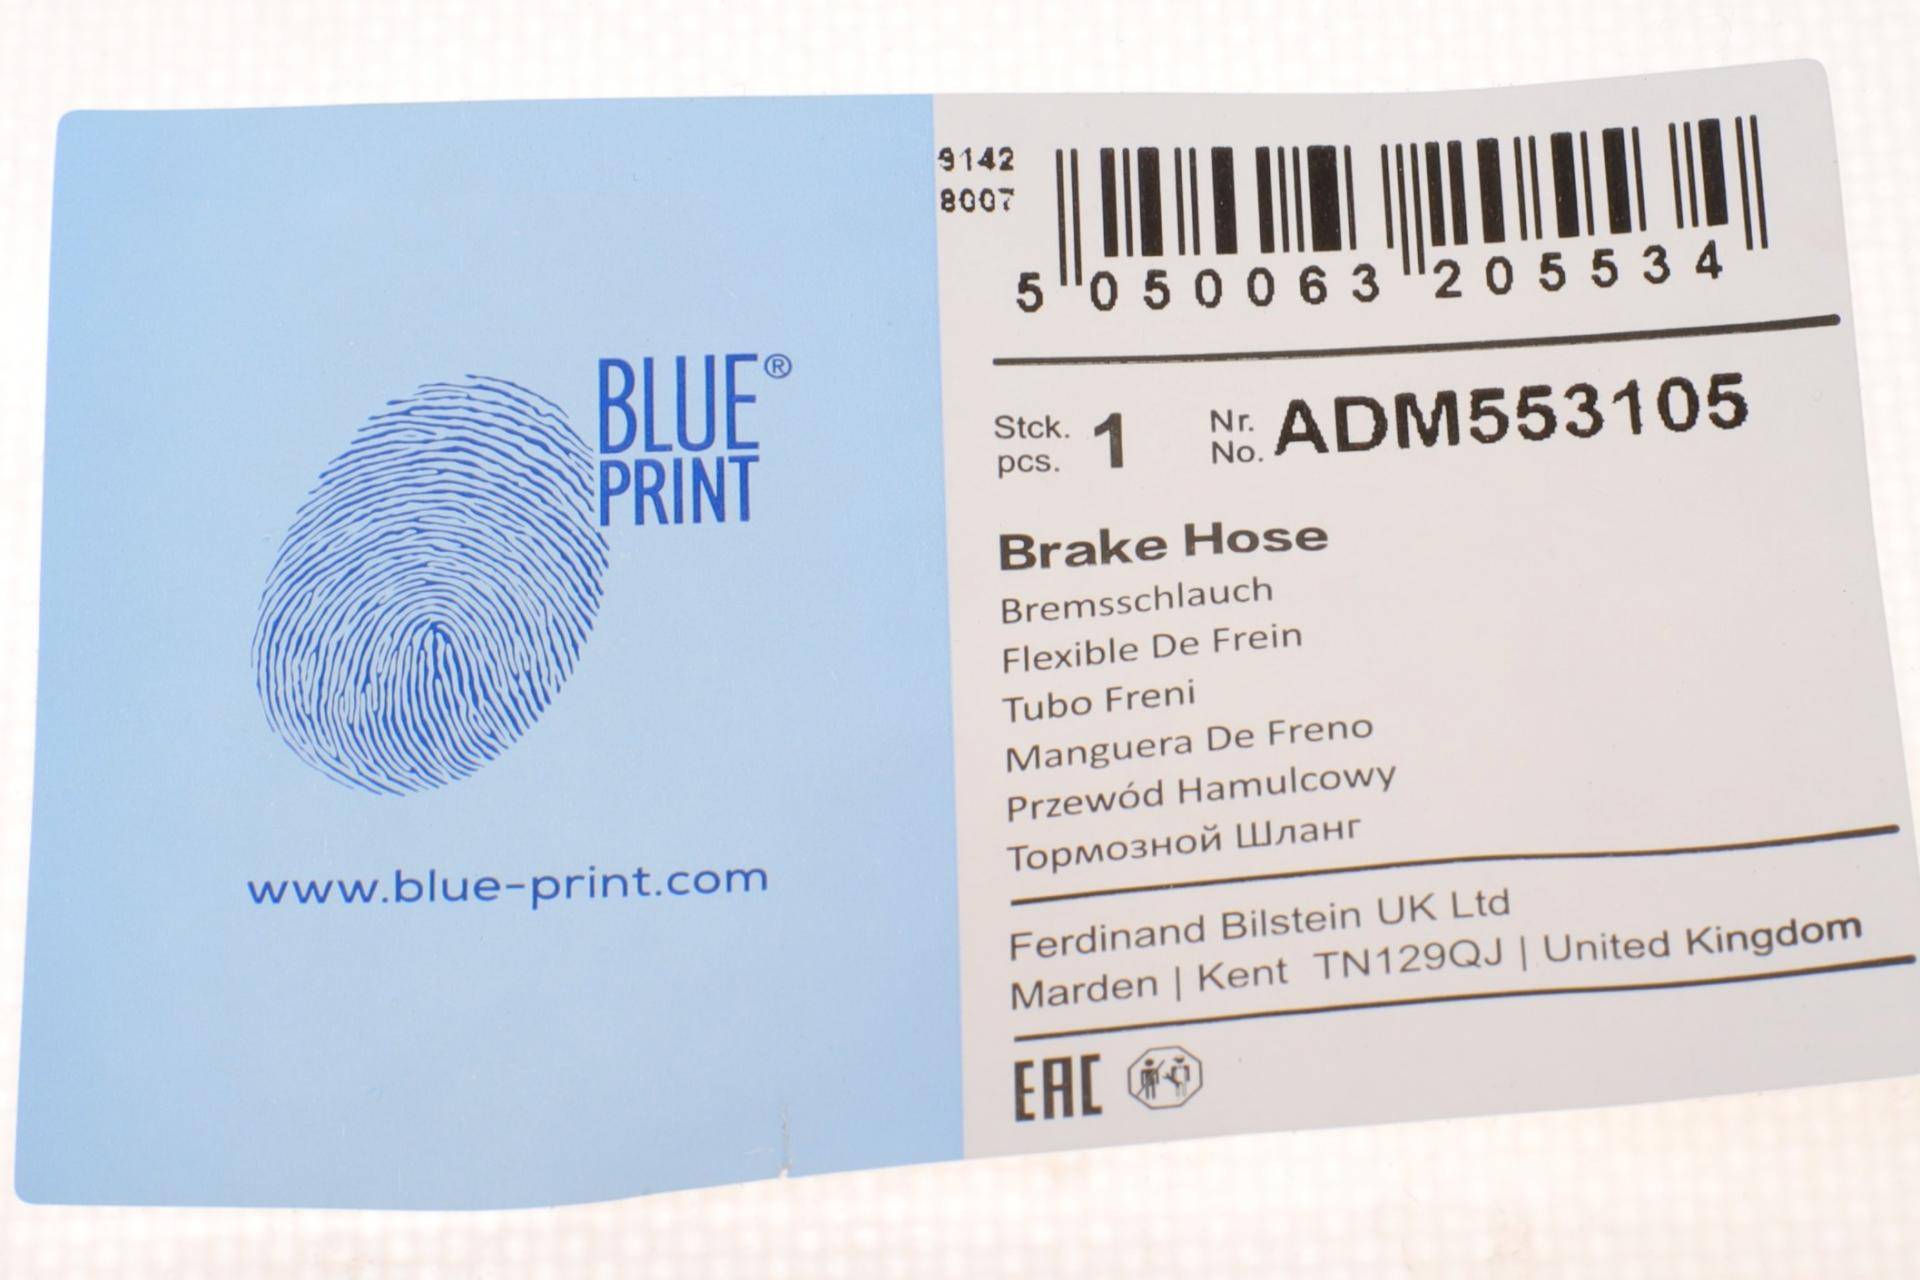 BLUE®
PRINT
www.blue-print.com
9142
8007
5 050063 205534
Stck.
pcs.
1
Nr.
No.
ADM553105
Brake Hose
Bremsschlauch
Flexible De Frein
Tubo Freni
Manguera De Freno
Przewód Hamulcowy
Тормозной Шланг
Ferdinand Bilstein UK Ltd
Marden | Kent TN129QJ | United Kingdom
EAC